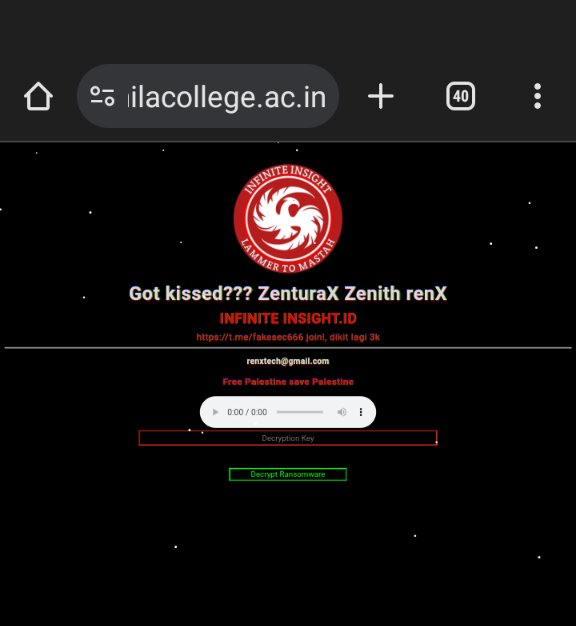 ilacollege.ac.in
40
INFINITE INSIGHT
LAMMER TO MASTAH
Got kissed??? ZenturaX Zenith renX
INFINITE INSIGHT.ID
https://t.me/fakesec666 join!, dikit lagi 3k
renxtech@gmail.com
Free Palestine save Palestine
0:00 / 0:00
Decryption Key
Decrypt Ransomware